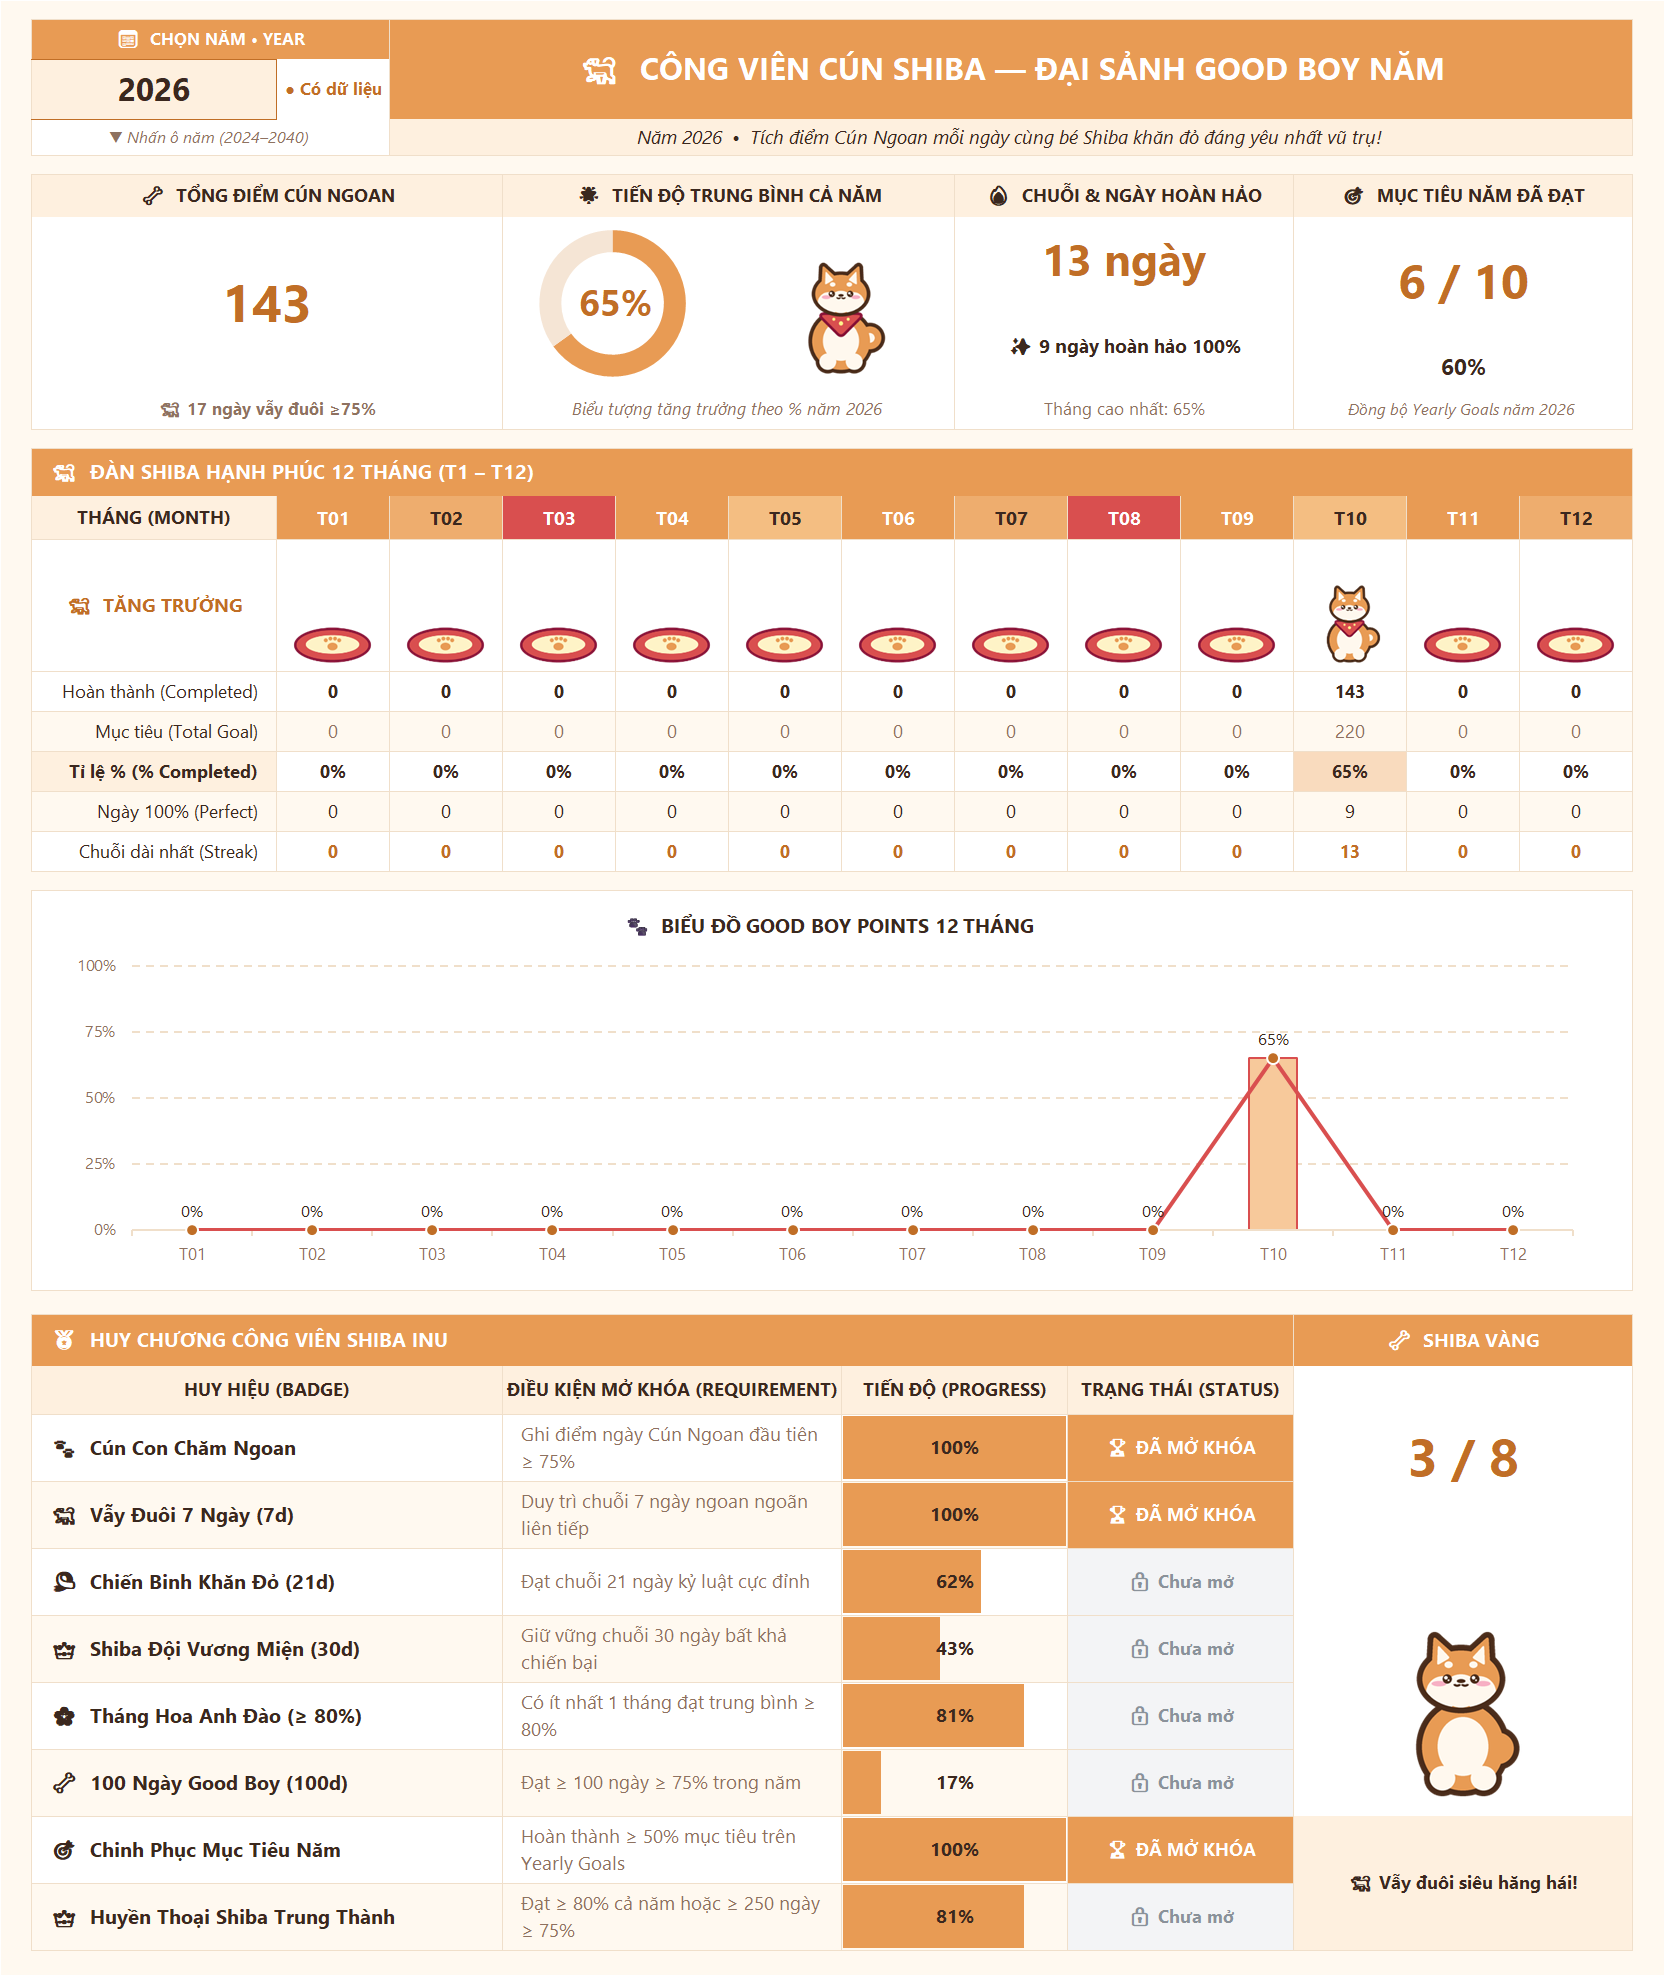 CHỌN NĂM • YEAR
2026
● Có dữ liệu
▼ Nhấn ô năm (2024–2040)
CÔNG VIÊN CÚN SHIBA — ĐẠI SẢNH GOOD BOY NĂM
Năm 2026 • Tích điểm Cún Ngoan mỗi ngày cùng bé Shiba khăn đỏ đáng yêu nhất vũ trụ!
TỔNG ĐIỂM CÚN NGOAN
143
17 ngày vẫy đuôi ≥75%
TIẾN ĐỘ TRUNG BÌNH CẢ NĂM
65%
Biểu tượng tăng trưởng theo % năm 2026
CHUỖI & NGÀY HOÀN HẢO
13 ngày
9 ngày hoàn hảo 100%
Tháng cao nhất: 65%
MỤC TIÊU NĂM ĐÃ ĐẠT
6 / 10
60%
Đồng bộ Yearly Goals năm 2026
ĐÀN SHIBA HẠNH PHÚC 12 THÁNG (T1 – T12)
THÁNG (MONTH) T01 T02 T03 T04 T05 T06 T07 T08 T09 T10 T11 T12
TĂNG TRƯỞNG
Hoàn thành (Completed) 0 0 0 0 0 0 0 0 0 143 0 0
Mục tiêu (Total Goal) 0 0 0 0 0 0 0 0 0 220 0 0
Tỉ lệ % (% Completed) 0% 0% 0% 0% 0% 0% 0% 0% 0% 65% 0% 0%
Ngày 100% (Perfect) 0 0 0 0 0 0 0 0 0 9 0 0
Chuỗi dài nhất (Streak) 0 0 0 0 0 0 0 0 0 13 0 0
BIỂU ĐỒ GOOD BOY POINTS 12 THÁNG
100%
75%
65%
50%
25%
0% 0% 0% 0% 0% 0% 0% 0% 0% 0% 0%
0%
T01 T02 T03 T04 T05 T06 T07 T08 T09 T10 T11 T12
HUY CHƯƠNG CÔNG VIÊN SHIBA INU
HUY HIỆU (BADGE) ĐIỀU KIỆN MỞ KHÓA (REQUIREMENT) TIẾN ĐỘ (PROGRESS) TRẠNG THÁI (STATUS)
Cún Con Chăm Ngoan
Ghi điểm ngày Cún Ngoan đầu tiên
≥ 75%
100%
ĐÃ MỞ KHÓA
Vẫy Đuôi 7 Ngày (7d)
Duy trì chuỗi 7 ngày ngoan ngoãn
liên tiếp
100%
ĐÃ MỞ KHÓA
Chiến Binh Khăn Đỏ (21d)
Đạt chuỗi 21 ngày kỷ luật cực đỉnh
62%
Chưa mở
Shiba Đội Vương Miện (30d)
Giữ vững chuỗi 30 ngày bất khả
chiến bại
43%
Chưa mở
Tháng Hoa Anh Đào (≥ 80%)
Có ít nhất 1 tháng đạt trung bình ≥
80%
81%
Chưa mở
100 Ngày Good Boy (100d)
Đạt ≥ 100 ngày ≥ 75% trong năm
17%
Chưa mở
Chinh Phục Mục Tiêu Năm
Hoàn thành ≥ 50% mục tiêu trên
Yearly Goals
100%
ĐÃ MỞ KHÓA
Huyền Thoại Shiba Trung Thành
Đạt ≥ 80% cả năm hoặc ≥ 250 ngày
≥ 75%
81%
Chưa mở
SHIBA VÀNG
3 / 8
Vẫy đuôi siêu hăng hái!